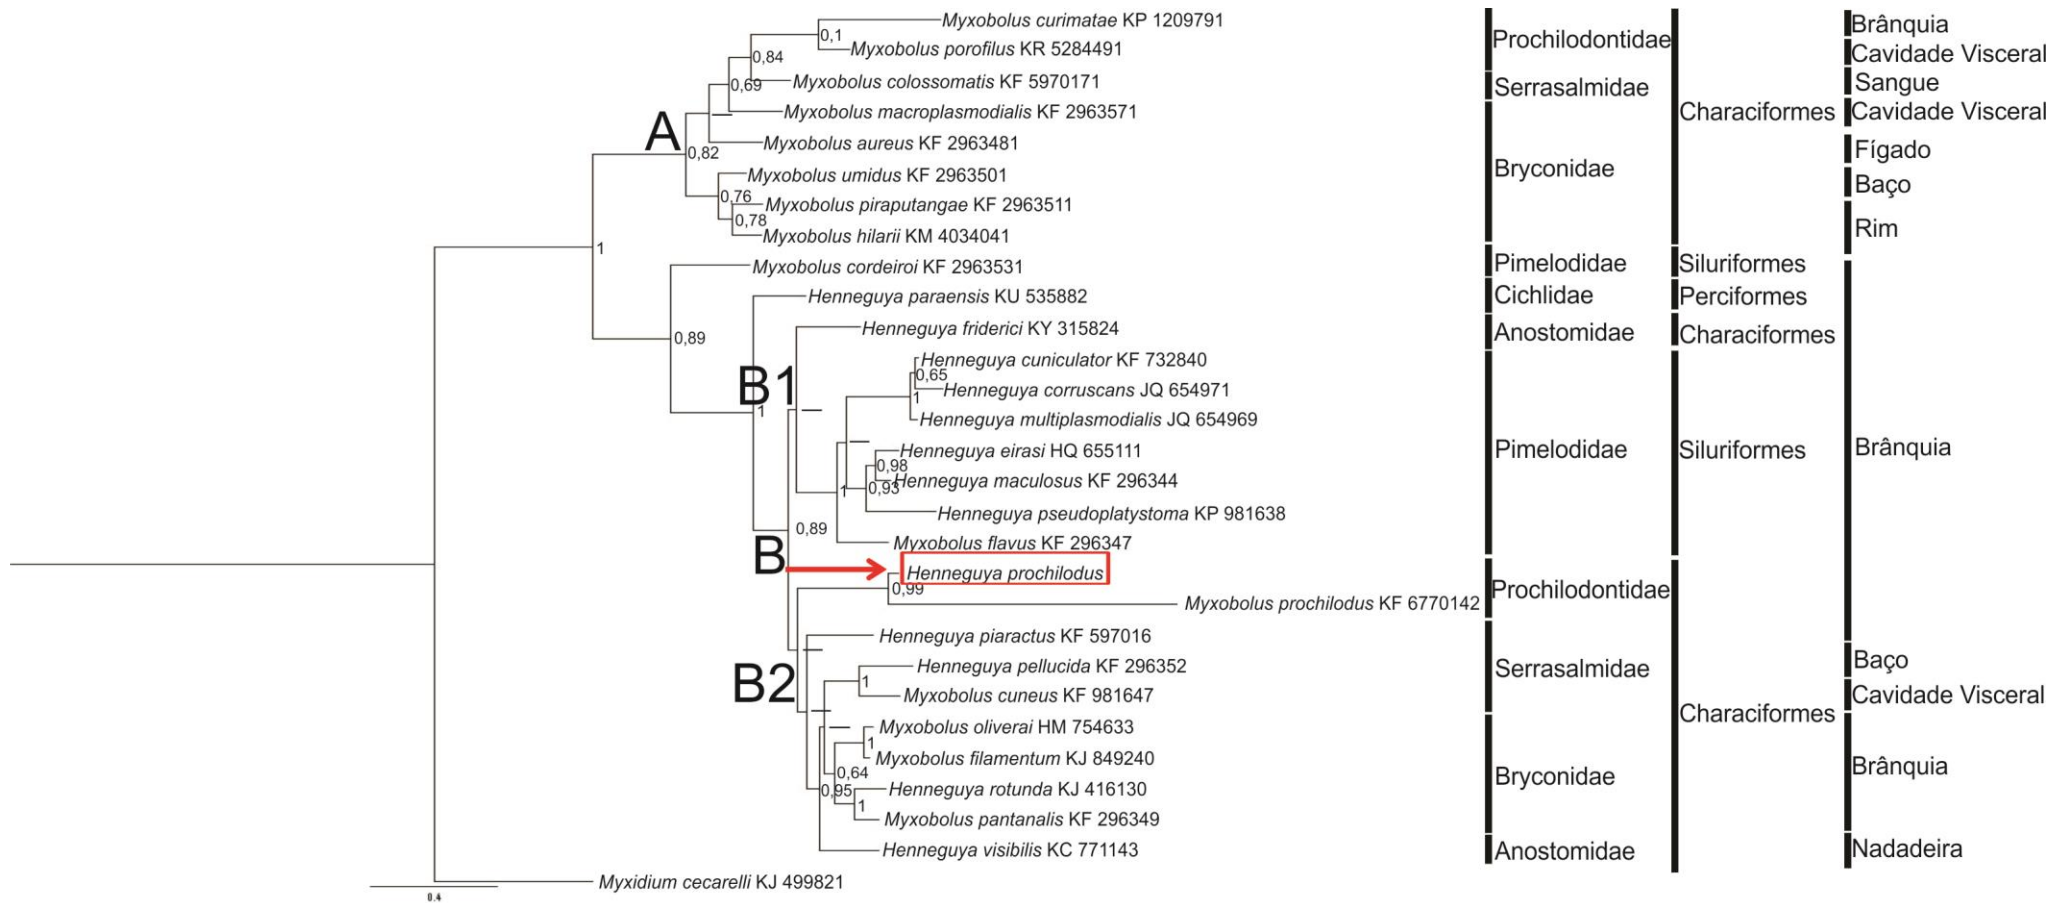 Myxobolus curimatae KP 1209791
Myxobolus porofilus KR 5284491
Myxobolus colossomatis KF 5970171
Myxobolus macroplasmodialis KF 2963571
Myxobolus aureus KF 2963481
Myxobolus umidus KF 2963501
Myxobolus piraputangae KF 2963511
Myxobolus hilarii KM 4034041
Myxobolus cordeiroi KF 2963531
Henneguya paraensis KU 535882
Henneguya friderici KY 315824
Henneguya cuniculator KF 732840
Henneguya corruscans JQ 654971
Henneguya multiplasmodialis JQ 654969
Henneguya eirasi HQ 655111
Henneguya maculosus KF 296344
Henneguya pseudoplatystoma KP 981638
Myxobolus flavus KF 296347
Henneguya prochilodus
Myxobolus prochilodus KF 6770142
Henneguya piaractus KF 597016
Henneguya pellucida KF 296352
Myxobolus cuneus KF 981647
Myxobolus oliverai HM 754633
Myxobolus filamentum KJ 849240
Henneguya rotunda KJ 416130
Myxobolus pantanalis KF 296349
Henneguya visibilis KC 771143
Myxidium cecarelli KJ 499821
0,1
0,84
0,69
A
0,82
0,76
0,78
1
0,89
B1
1
0,65
1
0,98
0,93
1
0,89
B
0,99
B2
1
1
0,64
0,95
1
0.4
Prochilodontidae
Serrasalmidae
Bryconidae
Pimelodidae
Cichlidae
Anostomidae
Pimelodidae
Prochilodontidae
Serrasalmidae
Bryconidae
Anostomidae
Characiformes
Siluriformes
Perciformes
Characiformes
Siluriformes
Characiformes
Brânquia
Cavidade Visceral
Sangue
Cavidade Visceral
Fígado
Baço
Rim
Brânquia
Baço
Cavidade Visceral
Brânquia
Nadadeira